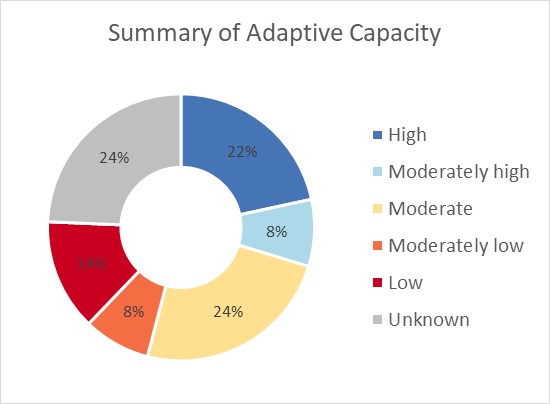 Summary of Adaptive Capacity
22%
8%
24%
8%
14%
24%
High
Moderately high
Moderate
Moderately low
Low
Unknown